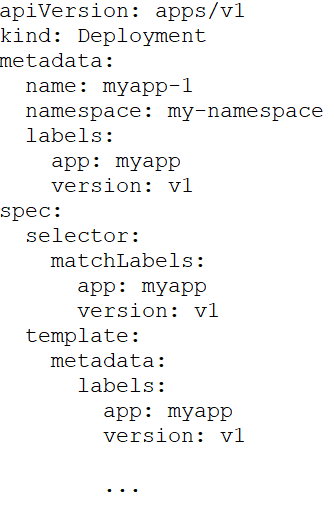 apiVersion: apps/v1
kind: Deployment
metadata:
  name: myapp-1
  namespace: my-namespace
  labels:
    app: myapp
    version: v1
spec:
  selector:
    matchLabels:
      app: myapp
      version: v1
  template:
    metadata:
      labels:
        app: myapp
        version: v1
        ...